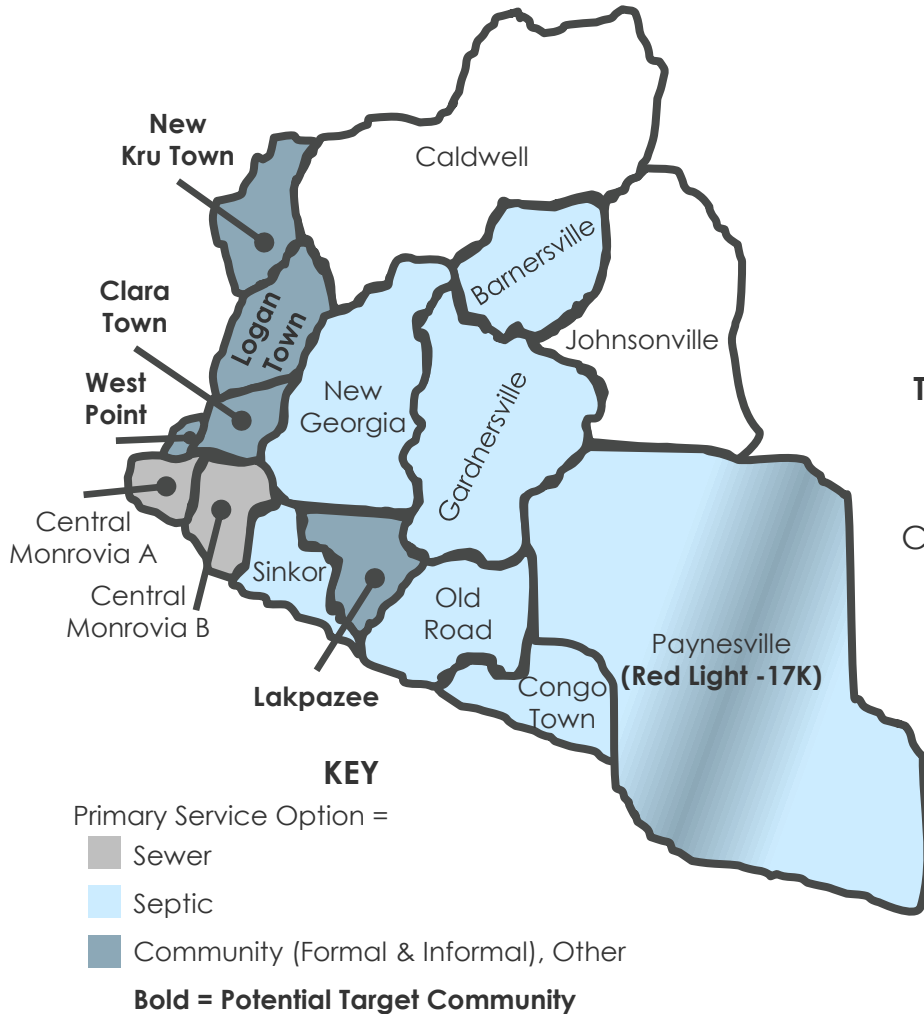 New
Kru Town
Caldwell
Barnersville
Clara
Town
Logan
Town
Johnsonville
West
Point
New
Georgia
Gardnersville
T
Central
Monrovia A
Sinkor
O
Central
Monrovia B
Old
Road
Paynesville
(Red Light -17K)
Lakpazee
Congo
Town
KEY
Primary Service Option =
Sewer
Septic
Community (Formal & Informal), Other
Bold = Potential Target Community